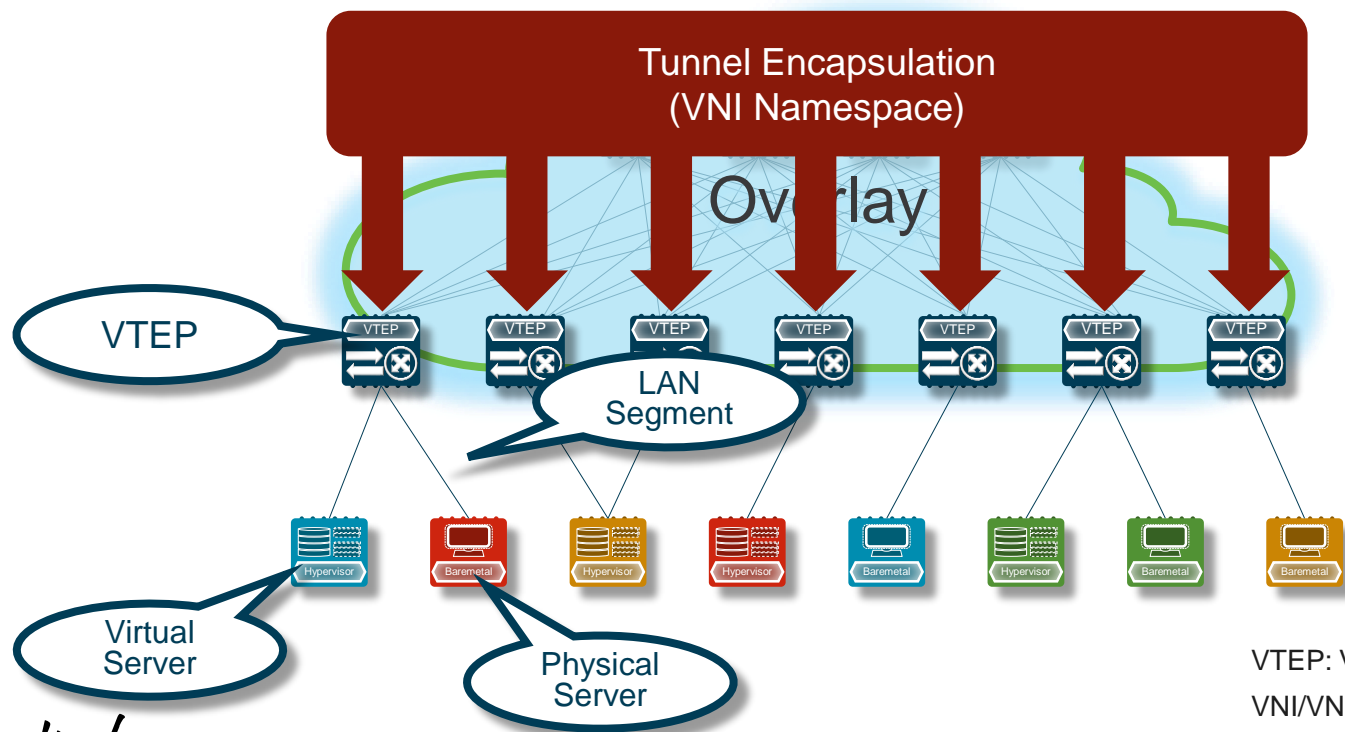 Tunnel Encapsulation
(VNI Namespace)
Overlay
VTEP
VTEP
VTEP
VTEP
VTEP
VTEP
VTEP
VTEP
LAN
Segment
Hypervisor
Baremetal
Hypervisor
Hypervisor
Baremetal
Hypervisor
Baremetal
Baremetal
Virtual
Server
Physical
Server
VTEP: V
VNI/VN